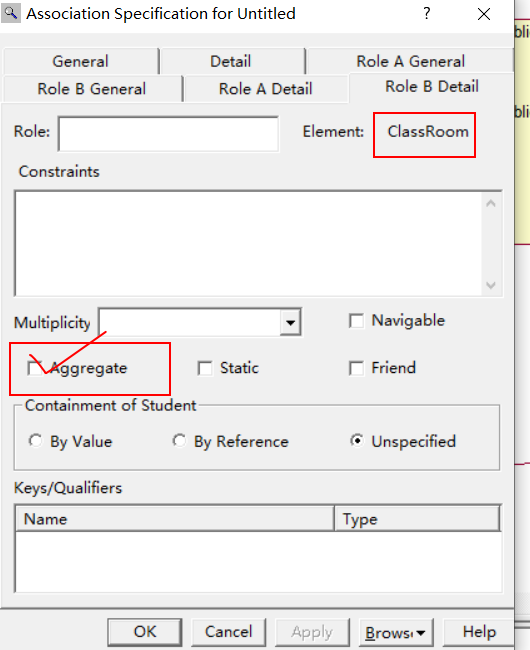 Association Specification for Untitled ?
General Detail Role A General
Role B General Role A Detail Role B Detail
Role: Element: ClassRoom
Constraints
Multiplicity Navigable
Aggregate Static Friend
Containment of Student
By Value By Reference Unspecified
Keys/Qualifiers
Name Type
OK Cancel Apply Brows Help